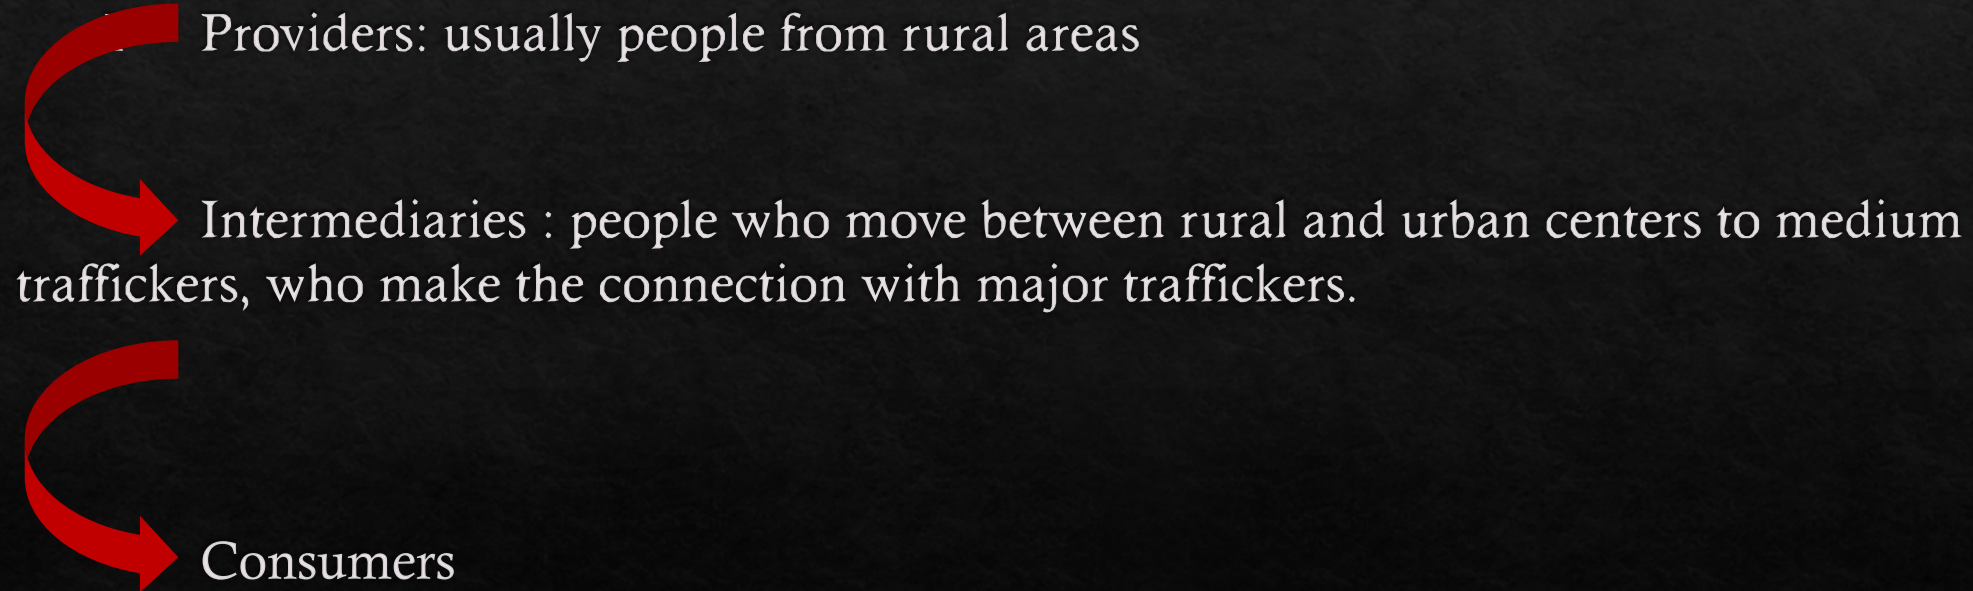 Providers: usually people from rural areas
Intermediaries : people who move between rural and urban centers to medium
traffickers, who make the connection with major traffickers.
Consumers